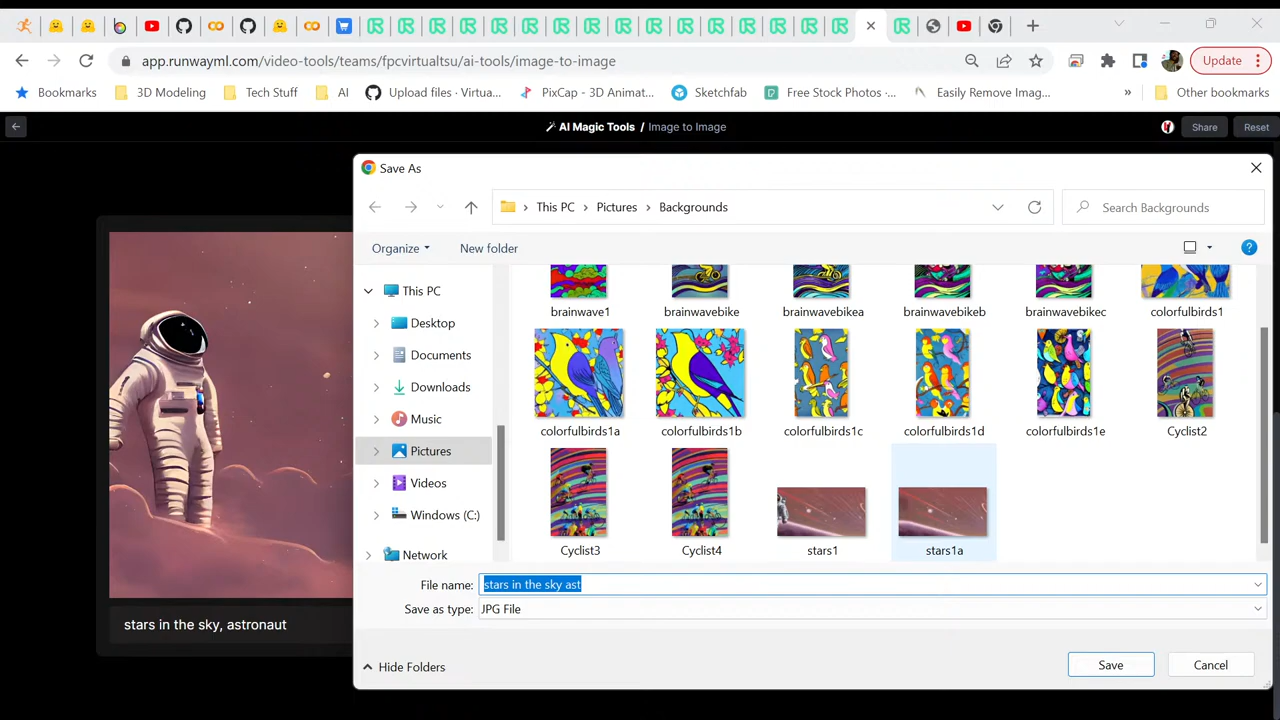 app.runwayml.com/video-tools/teams/fpcvirtualtsu/ai-tools/image-to-image
Update
Bookmarks
3D Modeling
Tech Stuff
AI
Upload files · Virtua...
PixCap - 3D Animat...
Sketchfab
Free Stock Photos · ...
Easily Remove Imag...
»
Other bookmarks
AI Magic Tools / Image to Image
Share
Reset
Save As
This PC > Pictures > Backgrounds
Search Backgrounds
Organize
New folder
This PC
Desktop
Documents
Downloads
Music
Pictures
Videos
Windows (C:)
Network
brainwave1
brainwavebike
brainwavebikea
brainwavebikeb
brainwavebikec
colorfulbirds1
colorfulbirds1a
colorfulbirds1b
colorfulbirds1c
colorfulbirds1d
colorfulbirds1e
Cyclist2
Cyclist3
Cyclist4
stars1
stars1a
File name: stars in the sky ast
Save as type: JPG File
Hide Folders
Save
Cancel
stars in the sky, astronaut